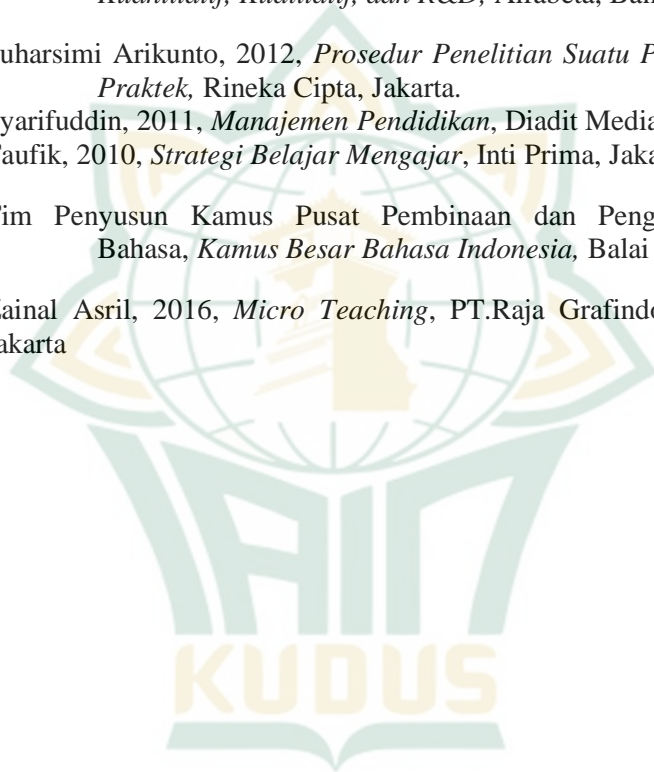 Kuantitatif, Kualitatif, dan R&D, Alfabeta, Ban
uharsimi Arikunto, 2012, Prosedur Penelitian Suatu P
Praktek, Rineka Cipta, Jakarta.
yarifuddin, 2011, Manajemen Pendidikan, Diadit Media
aufik, 2010, Strategi Belajar Mengajar, Inti Prima, Jaka
im Penyusun Kamus Pusat Pembinaan dan Peng
Bahasa, Kamus Besar Bahasa Indonesia, Balai
ainal Asril, 2016, Micro Teaching, PT.Raja Grafindo
akarta
IAIN
KUDUS